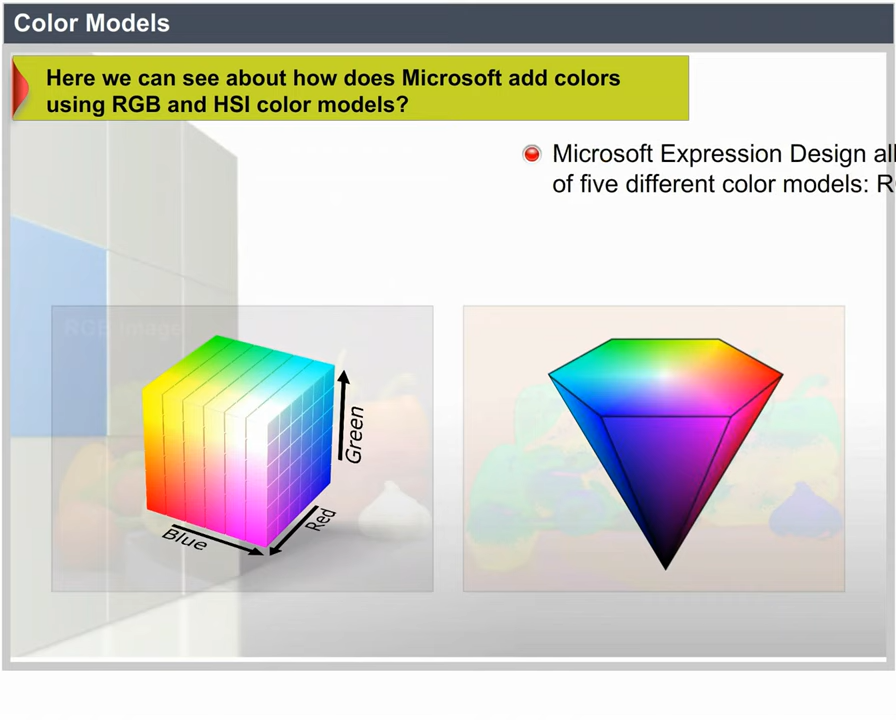 Color Models
Here we can see about how does Microsoft add colors
using RGB and HSI color models?
Microsoft Expression Design
of five different color models:
RGB Image
Green
Red
Blue